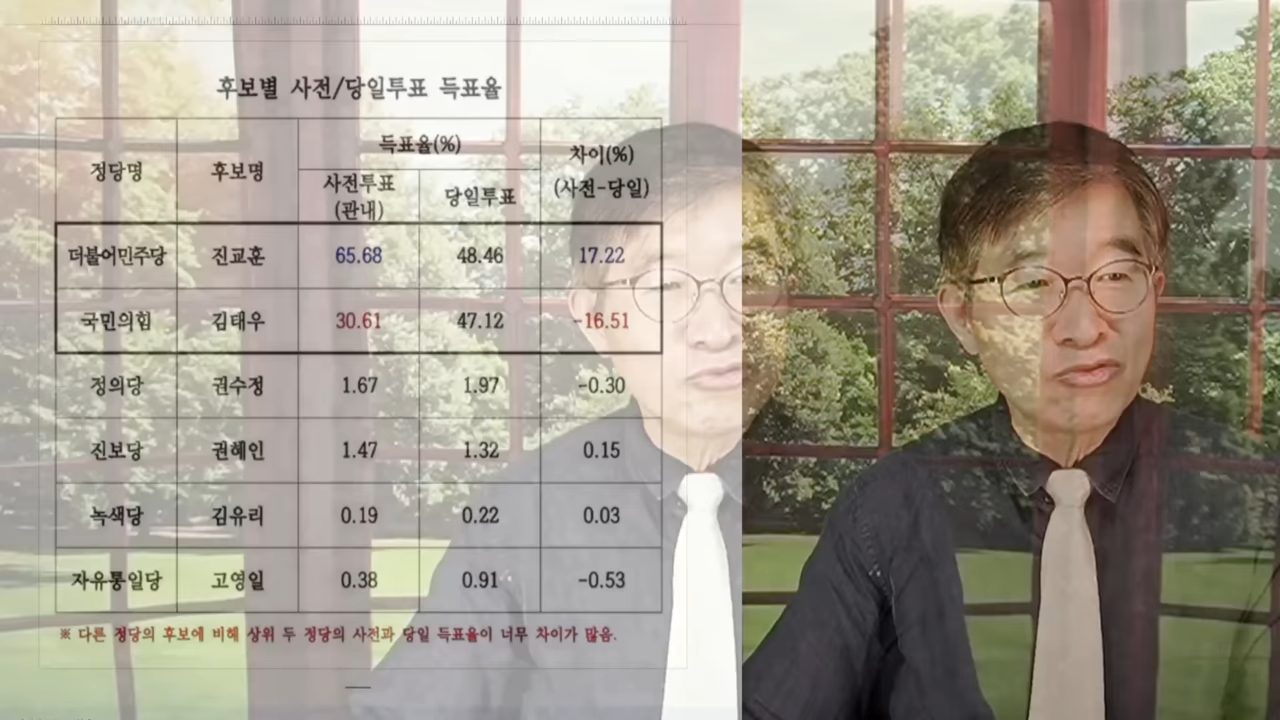 후보별 사전/당일투표 득표율
정당명 후보명 득표율(%) 차이(%) (사전-당일)
사전투표 (관내) 당일투표
더불어민주당 진교훈 65.68 48.46 17.22
국민의힘 김태우 30.61 47.12 -16.51
정의당 권수정 1.67 1.97 -0.30
진보당 권혜인 1.47 1.32 0.15
녹색당 김유리 0.19 0.22 0.03
자유통일당 고영일 0.38 0.91 -0.53
※ 다른 정당의 후보에 비해 상위 두 정당의 사전과 당일 득표율이 너무 차이가 많음.